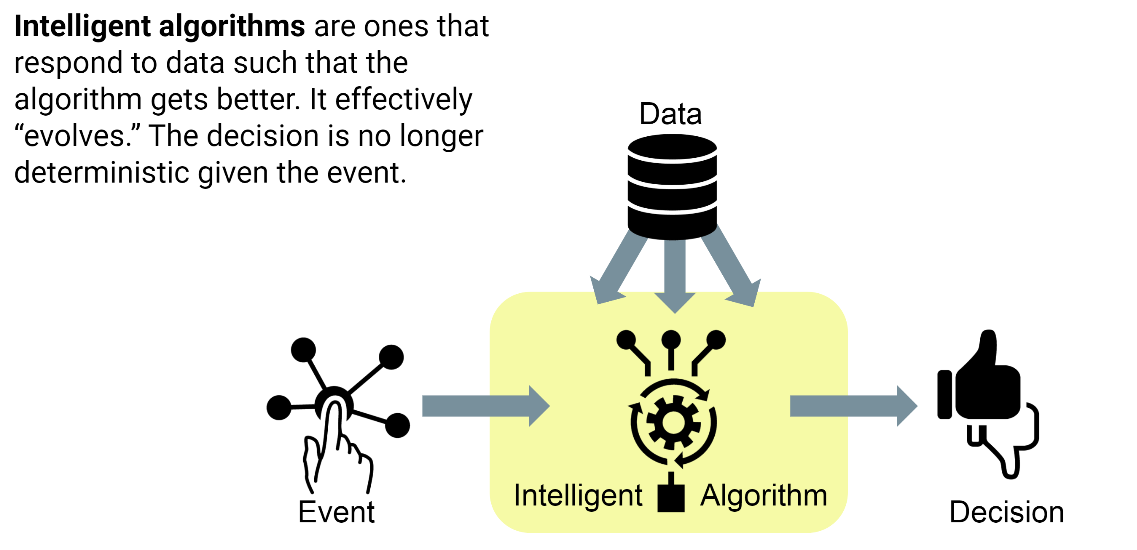 Intelligent algorithms are ones that
respond to data such that the
algorithm gets better. It effectively
“evolves.” The decision is no longer
deterministic given the event.
Data
Intelligent Algorithm
Event
Decision